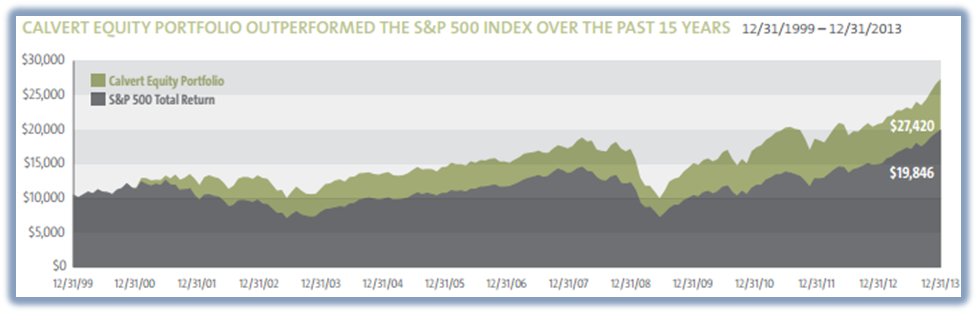 CALVERT EQUITY PORTFOLIO OUTPERFORMED THE S&P 500 INDEX OVER THE PAST 15 YEARS 12/31/1999 – 12/31/2013
$30,000
Calvert Equity Portfolio
$25,000
S&P 500 Total Return
$20,000
$27,420
$15,000
$19,846
$10,000
$5,000
$0
12/31/99 12/31/00 12/31/01 12/31/02 12/31/03 12/31/04 12/31/05 12/31/06 12/31/07 12/31/08 12/31/09 12/31/10 12/31/11 12/31/12 12/31/13